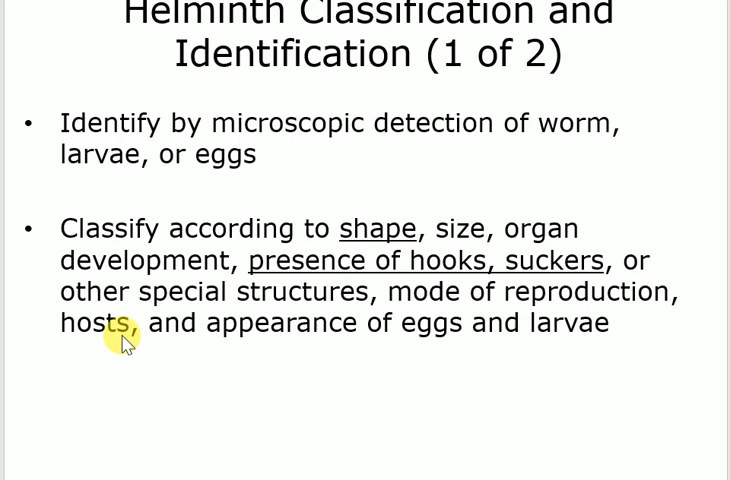 Helminth Classification and
Identification (1 of 2)
• Identify by microscopic detection of worm,
larvae, or eggs
• Classify according to shape, size, organ
development, presence of hooks, suckers, or
other special structures, mode of reproduction,
hosts, and appearance of eggs and larvae